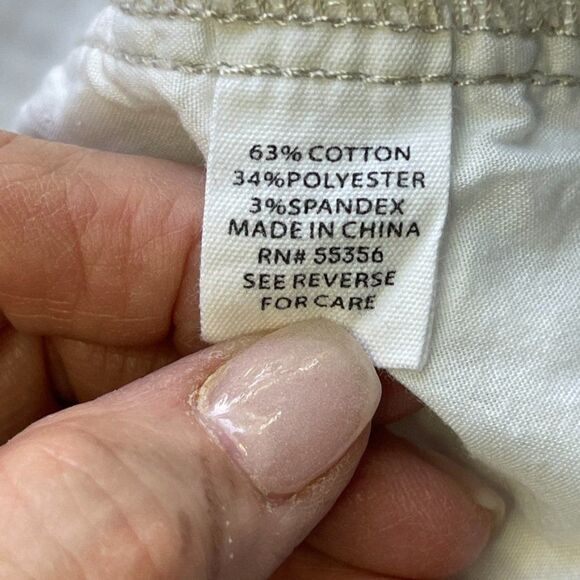 63% COTTON
34%POLYESTER
3%SPANDEX
MADE IN CHINA
RN# 55356
SEE REVERSE
FOR CARE